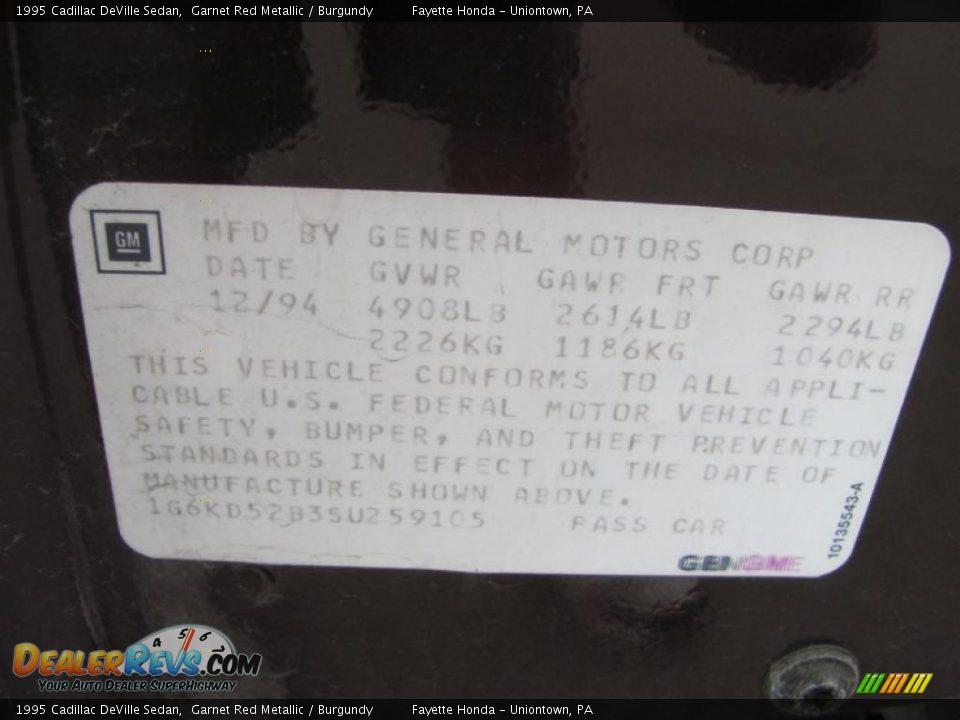 1995 Cadillac DeVille Sedan, Garnet Red Metallic / Burgundy Fayette Honda - Uniontown, PA
GM
MFD BY GENERAL MOTORS CORP
DATE GVWR GAWR FRT GAWR RR
12/94 4908LB 2614LB 2294LB
2226KG 1186KG 1040KG
THIS VEHICLE CONFORMS TO ALL APPLI-
CABLE U.S. FEDERAL MOTOR VEHICLE
SAFETY, BUMPER, AND THEFT PREVENTION
STANDARDS IN EFFECT ON THE DATE OF
MANUFACTURE SHOWN ABOVE.
1G6KD52B3SU259105 PASS CAR
10135543-A
4 5 6
DEALERREVS.COM
YOUR AUTO DEALER SUPERHIGHWAY
1995 Cadillac DeVille Sedan, Garnet Red Metallic / Burgundy Fayette Honda - Uniontown, PA